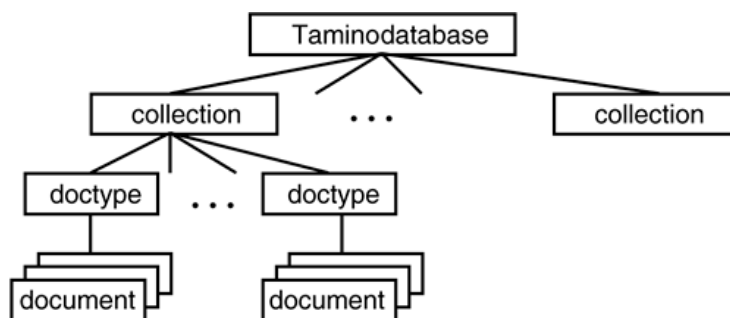 Taminodatabase
collection ... collection
doctype ... doctype
document document